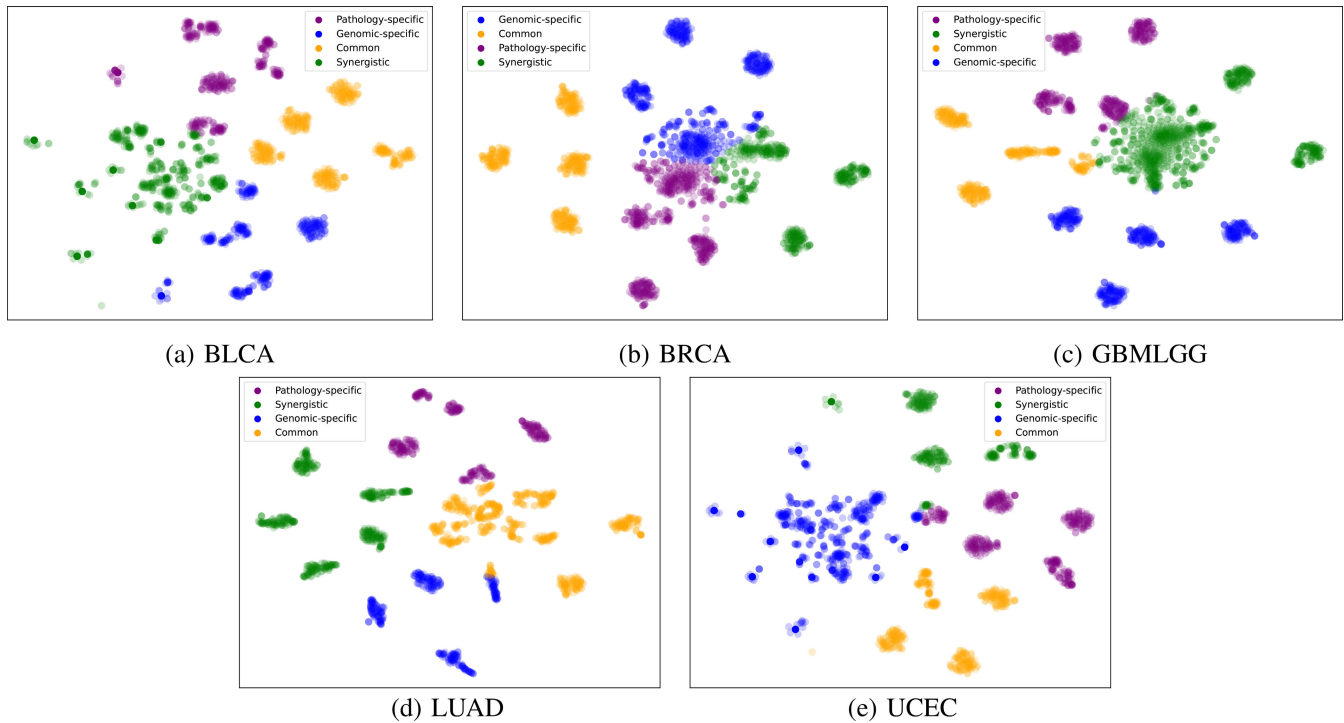 Pathology-specific
Genomic-specific
Common
Synergistic
(a) BLCA
Genomic-specific
Common
Pathology-specific
Synergistic
(b) BRCA
Pathology-specific
Synergistic
Common
Genomic-specific
(c) GBMLGG
Pathology-specific
Synergistic
Genomic-specific
Common
(d) LUAD
Pathology-specific
Synergistic
Genomic-specific
Common
(e) UCEC